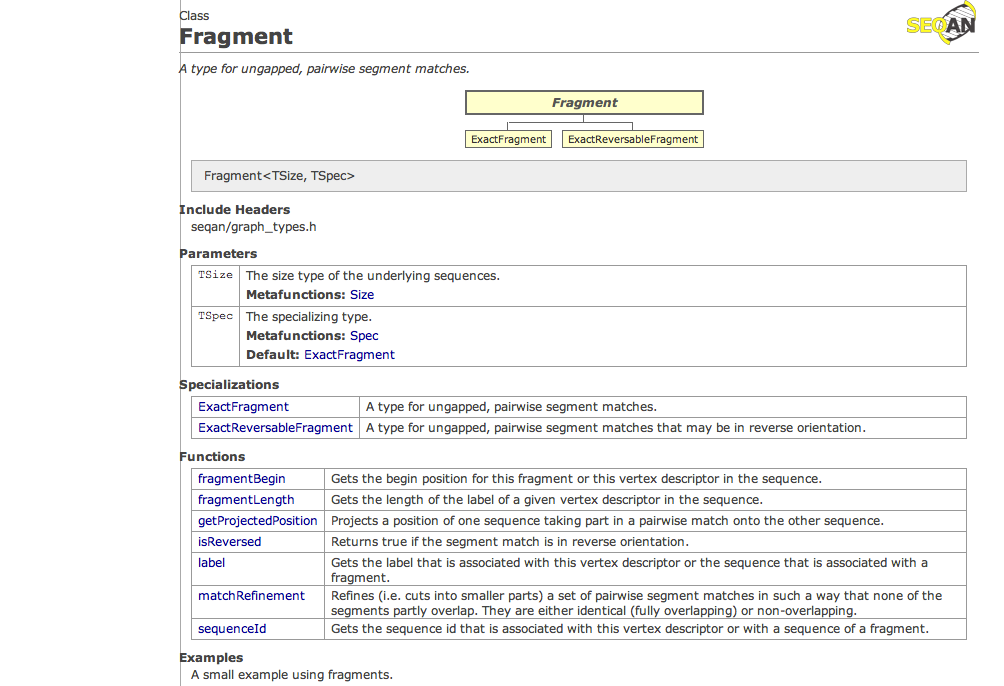 Class
SEQAN
Fragment
A type for ungapped, pairwise segment matches.
Fragment
ExactFragment ExactReversableFragment
Fragment<TSize, TSpec>
Include Headers
seqan/graph_types.h
Parameters
TSize The size type of the underlying sequences.
Metafunctions: Size
TSpec The specializing type.
Metafunctions: Spec
Default: ExactFragment
Specializations
ExactFragment A type for ungapped, pairwise segment matches.
ExactReversableFragment A type for ungapped, pairwise segment matches that may be in reverse orientation.
Functions
fragmentBegin Gets the begin position for this fragment or this vertex descriptor in the sequence.
fragmentLength Gets the length of the label of a given vertex descriptor in the sequence.
getProjectedPosition Projects a position of one sequence taking part in a pairwise match onto the other sequence.
isReversed Returns true if the segment match is in reverse orientation.
label Gets the label that is associated with this vertex descriptor or the sequence that is associated with a
fragment.
matchRefinement Refines (i.e. cuts into smaller parts) a set of pairwise segment matches in such a way that none of the
segments partly overlap. They are either identical (fully overlapping) or non-overlapping.
sequenceId Gets the sequence id that is associated with this vertex descriptor or with a sequence of a fragment.
Examples
A small example using fragments.